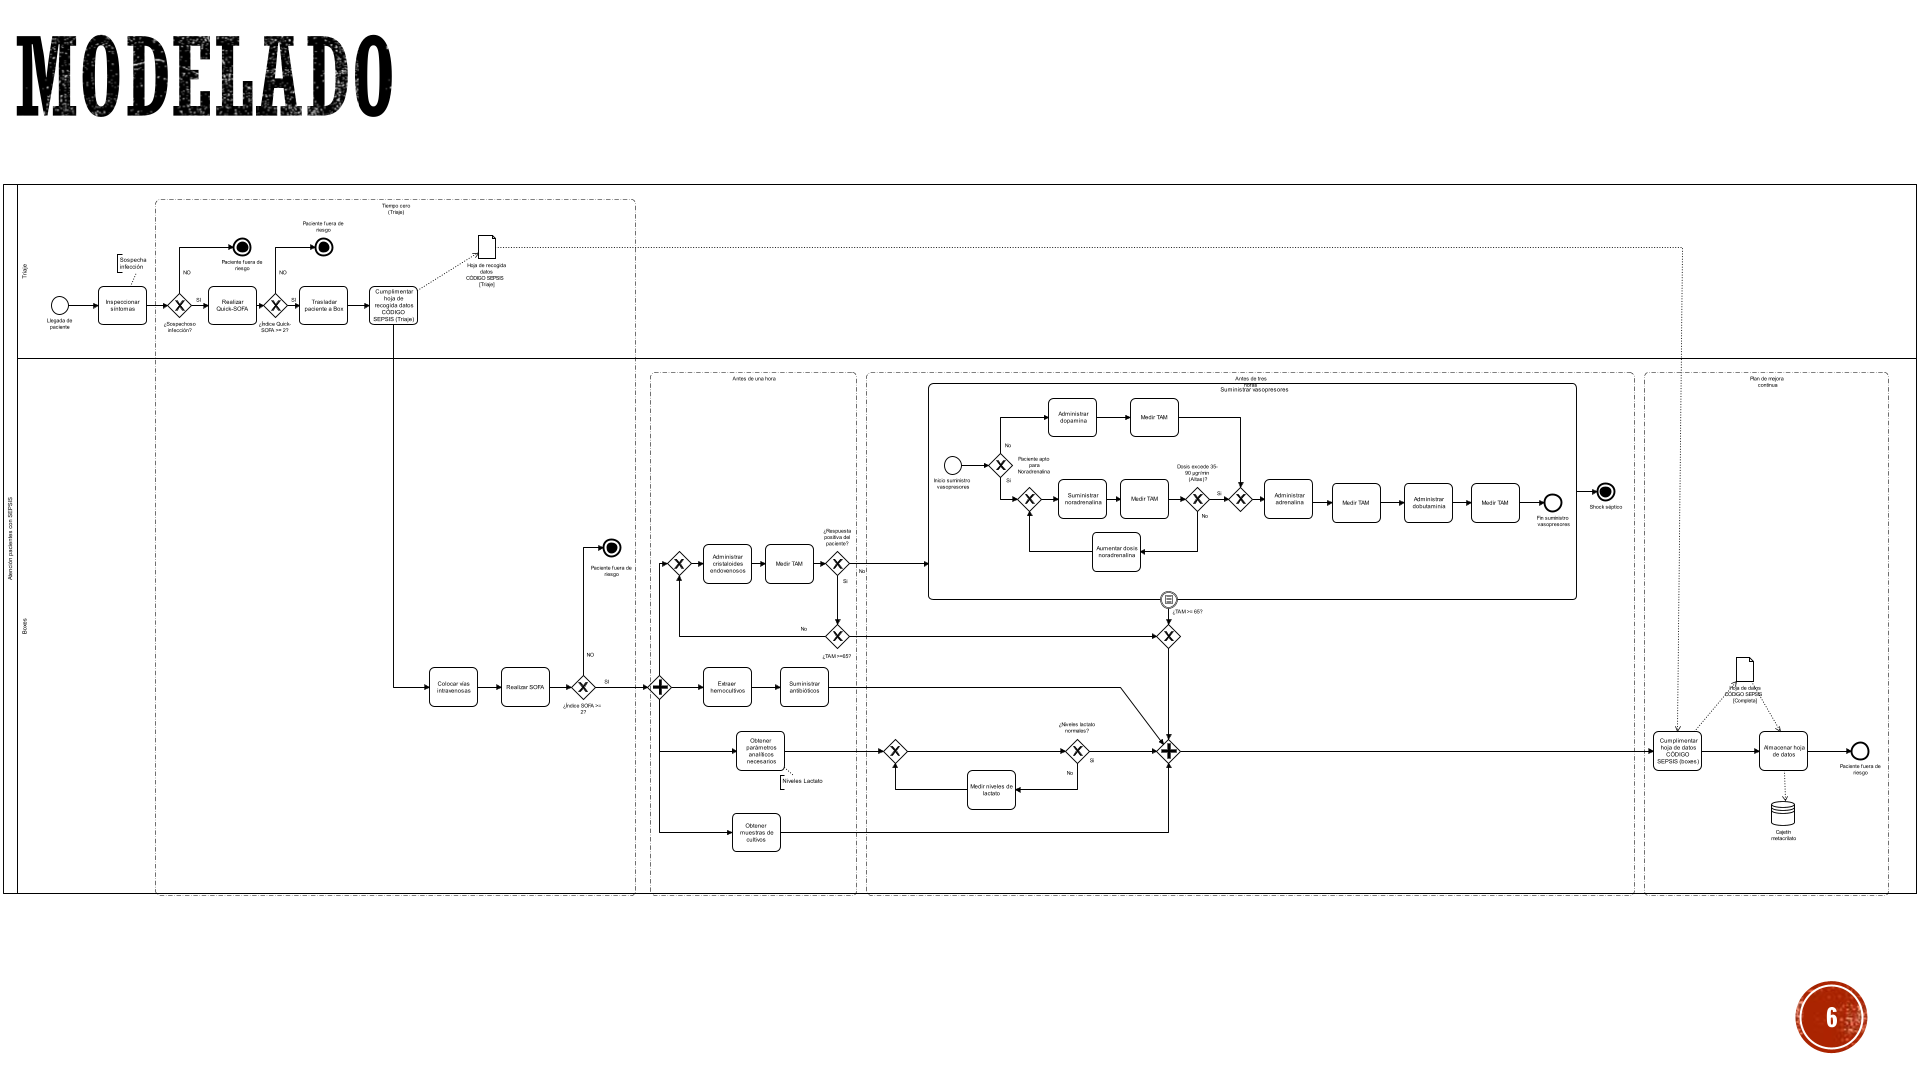 MODELADO
Atención pacientes con SEPSIS
Triaje
Tiempo cero
(Triaje)
Llegada de
paciente
Sospecha
infección
Inspeccionar
síntomas
NO
SI
¿Sospechoso
infección?
Paciente fuera de
riesgo
Realizar
Quick-SOFA
NO
SI
¿Índice Quick-
SOFA >= 2?
Paciente fuera de
riesgo
Trasladar
paciente a Box
Cumplimentar
hoja de
recogida datos
CÓDIGO
SEPSIS (Triaje)
Hoja de recogida
datos
CÓDIGO SEPSIS
[Triaje]
Boxes
Colocar vías
intravenosas
Realizar SOFA
NO
SI
¿Índice SOFA >=
2?
Paciente fuera de
riesgo
Antes de una hora
Administrar
cristaloides
endovenosos
Medir TAM
¿Respuesta
positiva del
paciente?
No
Si
No
¿TAM >=65?
Extraer
hemocultivos
Suministrar
antibióticos
Obtener
parámetros
analíticos
necesarios
Niveles Lactato
Obtener
muestras de
cultivos
Antes de tres
horas
Suministrar vasopresores
Inicio suministro
vasopresores
No
Si
Paciente apto
para
Noradrenalina
Administrar
dopamina
Medir TAM
Suministrar
noradrenalina
Medir TAM
Dosis excede 35-
90 µgr/min
(Altas)?
Si
No
Aumentar dosis
noradrenalina
Administrar
adrenalina
Medir TAM
Administrar
dobutamina
Medir TAM
Fin suministro
vasopresores
Shock séptico
¿TAM >= 65?
¿Niveles lactato
normales?
Si
No
Medir niveles de
lactato
Plan de mejora
continua
Hoja de datos
CÓDIGO SEPSIS
[Completa]
Cumplimentar
hoja de datos
CÓDIGO
SEPSIS (boxes)
Almacenar hoja
de datos
Paciente fuera de
riesgo
Cajetín
metacrilato
6